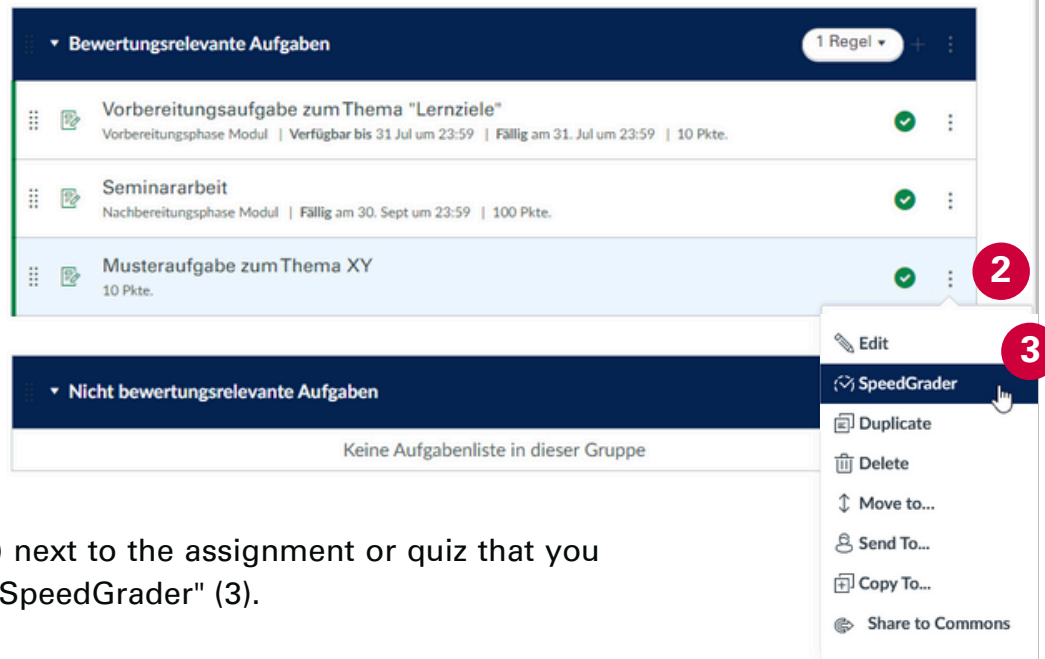 Bewertungsrelevante Aufgaben 1 Regel
Vorbereitungsaufgabe zum Thema "Lernziele"
Vorbereitungsphase Modul | Verfügbar bis 31 Jul um 23:59 | Fällig am 31. Jul um 23:59 | 10 Pkte.
Seminararbeit
Nachbereitungsphase Modul | Fällig am 30. Sept um 23:59 | 100 Pkte.
Musteraufgabe zum Thema XY
10 Pkte.
2
Edit
3
SpeedGrader
Duplicate
Delete
Move to...
Send To...
Copy To...
Share to Commons
Nicht bewertungsrelevante Aufgaben
Keine Aufgabenliste in dieser Gruppe
) next to the assignment or quiz that you
SpeedGrader" (3).